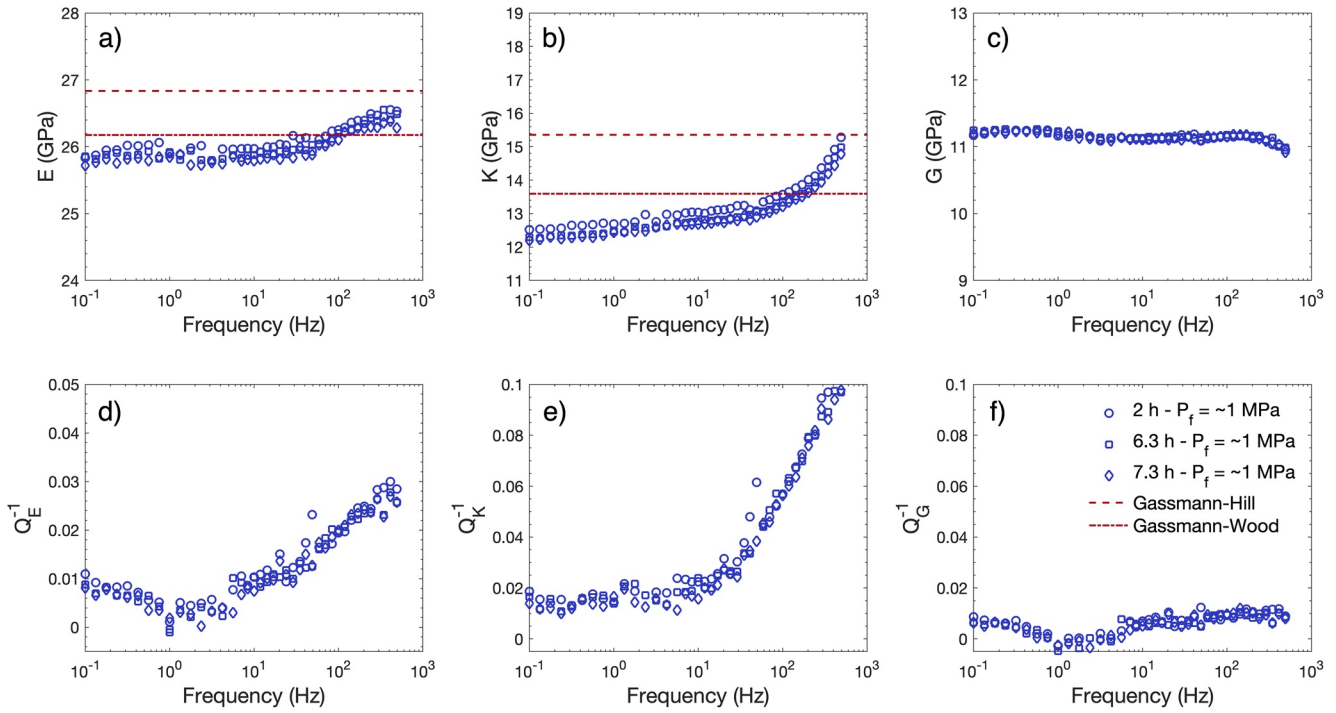 a)
28
27
26
25
24
E (GPa)
10^-1 10^0 10^1 10^2 10^3
Frequency (Hz)
b)
19
18
17
16
15
14
13
12
11
K (GPa)
10^-1 10^0 10^1 10^2 10^3
Frequency (Hz)
c)
13
12
11
10
9
G (GPa)
10^-1 10^0 10^1 10^2 10^3
Frequency (Hz)
d)
0.05
0.04
0.03
0.02
0.01
0
Q_E^-1
10^-1 10^0 10^1 10^2 10^3
Frequency (Hz)
e)
0.1
0.08
0.06
0.04
0.02
0
Q_K^-1
10^-1 10^0 10^1 10^2 10^3
Frequency (Hz)
f)
0.1
0.08
0.06
0.04
0.02
0
Q_G^-1
2 h - P_f = ~1 MPa
6.3 h - P_f = ~1 MPa
7.3 h - P_f = ~1 MPa
Gassmann-Hill
Gassmann-Wood
10^-1 10^0 10^1 10^2 10^3
Frequency (Hz)